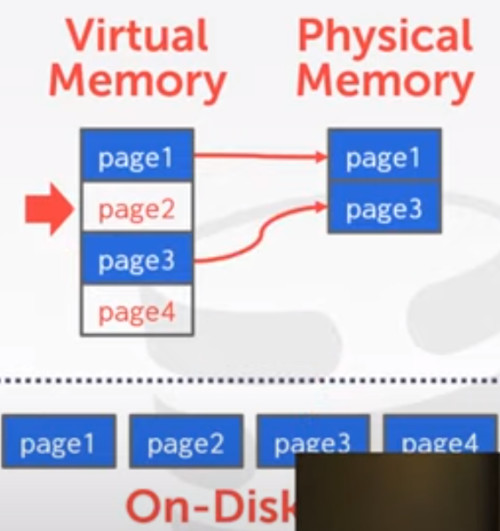 Virtual
Memory
Physical
Memory
page1
page2
page3
page4
page1
page3
page1
page2
page3
page4
On-Disk